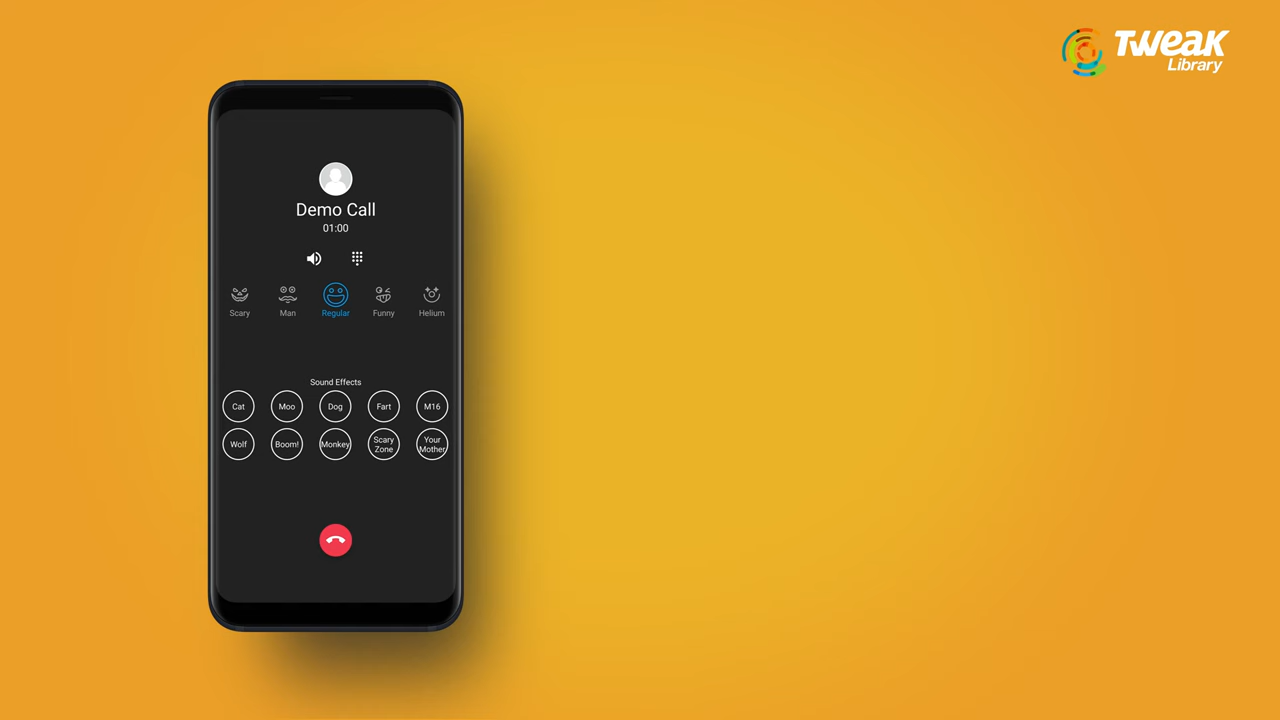 Tweak
Library
Demo Call
01:00
Scary Man Regular Funny Helium
Sound Effects
Cat Moo Dog Fart M16
Wolf Boom! Monkey Scary Zone Your Mother